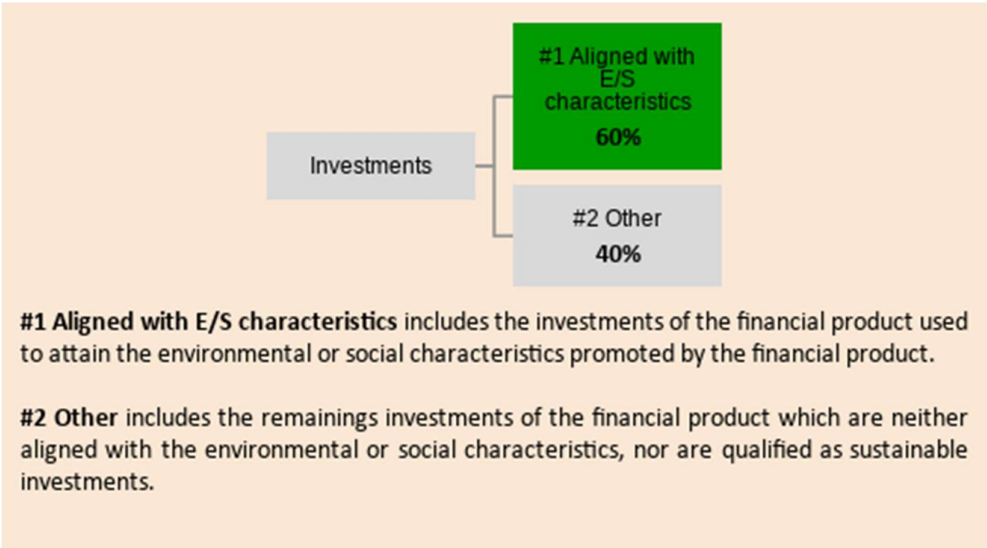 #1 Aligned with
E/S
characteristics
60%
Investments
#2 Other
40%
#1 Aligned with E/S characteristics includes the investments of the financial product used
to attain the environmental or social characteristics promoted by the financial product.
#2 Other includes the remainings investments of the financial product which are neither
aligned with the environmental or social characteristics, nor are qualified as sustainable
investments.